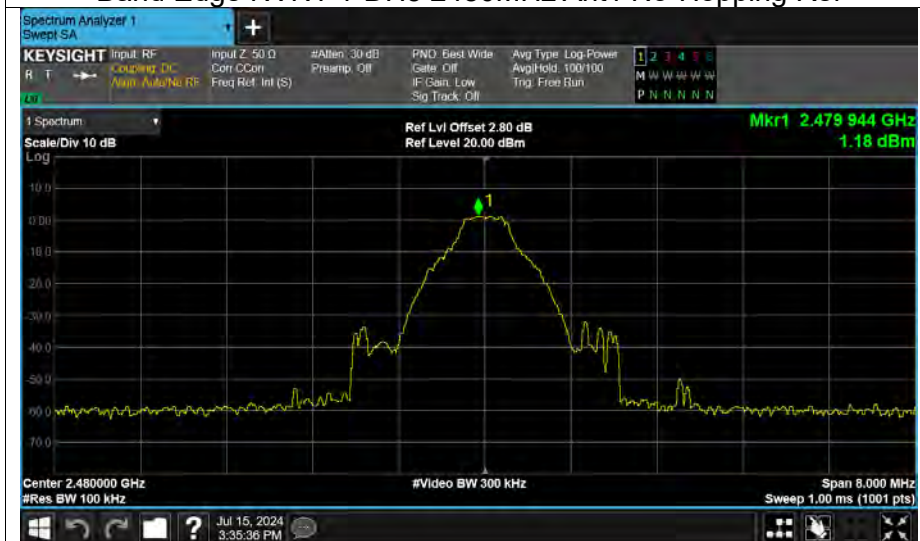 Spectrum Analyzer 1
Swept SA
+
KEYSIGHT Input: RF Input Z: 50 Ω #Atten: 30 dB PNO: Best Wide Avg Type: Log-Power 1 2 3 4 5 6
R T Coupling: DC Corr CCorr Preamp: Off Gate: Off Avg|Hold: 100/100 M W W W W W
Align: Auto/No RF Freq Ref: Int (S) IF Gain: Low Trig: Free Run
Sig Track: Off P N N N N N
1 Spectrum Ref Lvl Offset 2.80 dB Mkr1 2.479 944 GHz
Scale/Div 10 dB Ref Level 20.00 dBm 1.18 dBm
Log
10.0
1
0.00
-10.0
-20.0
-30.0
-40.0
-50.0
-60.0
-70.0
Center 2.480000 GHz #Video BW 300 kHz Span 8.000 MHz
#Res BW 100 kHz Sweep 1.00 ms (1001 pts)
? Jul 15, 2024
3:35:36 PM